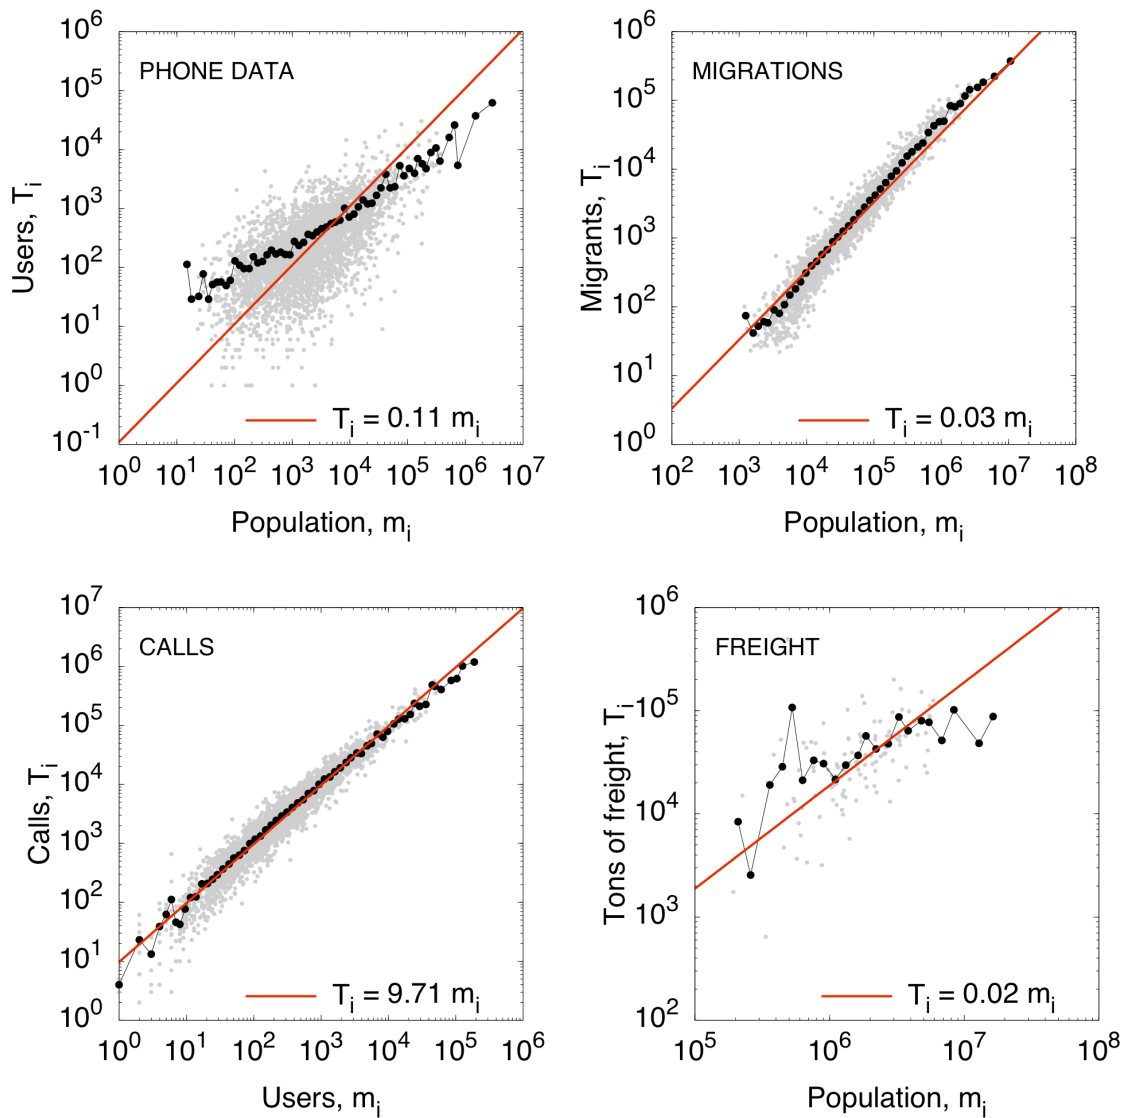 PHONE DATA
Users, T_i
10^6
10^5
10^4
10^3
10^2
10^1
10^0
10^-1
T_i = 0.11 m_i
10^0 10^1 10^2 10^3 10^4 10^5 10^6 10^7
Population, m_i
MIGRATIONS
Migrants, T_i
10^6
10^5
10^4
10^3
10^2
10^1
10^0
T_i = 0.03 m_i
10^2 10^3 10^4 10^5 10^6 10^7 10^8
Population, m_i
CALLS
Calls, T_i
10^7
10^6
10^5
10^4
10^3
10^2
10^1
10^0
T_i = 9.71 m_i
10^0 10^1 10^2 10^3 10^4 10^5 10^6
Users, m_i
FREIGHT
Tons of freight, T_i
10^6
10^5
10^4
10^3
10^2
T_i = 0.02 m_i
10^5 10^6 10^7 10^8
Population, m_i